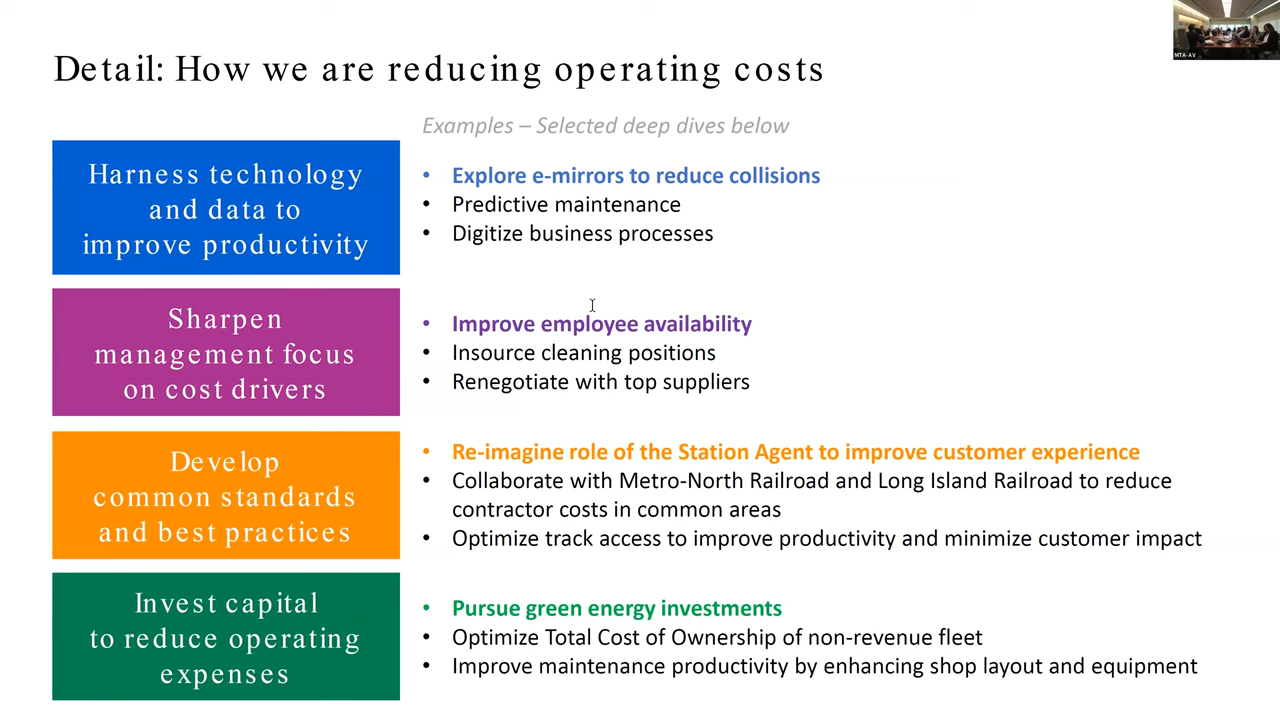 MTA-AV
Detail: How we are reducing operating costs
Examples – Selected deep dives below
Harness technology
and data to
improve productivity
• Explore e-mirrors to reduce collisions
• Predictive maintenance
• Digitize business processes
Sharpen
management focus
on cost drivers
• Improve employee availability
• Insource cleaning positions
• Renegotiate with top suppliers
Develop
common standards
and best practices
• Re-imagine role of the Station Agent to improve customer experience
• Collaborate with Metro-North Railroad and Long Island Railroad to reduce
contractor costs in common areas
• Optimize track access to improve productivity and minimize customer impact
Invest capital
to reduce operating
expenses
• Pursue green energy investments
• Optimize Total Cost of Ownership of non-revenue fleet
• Improve maintenance productivity by enhancing shop layout and equipment